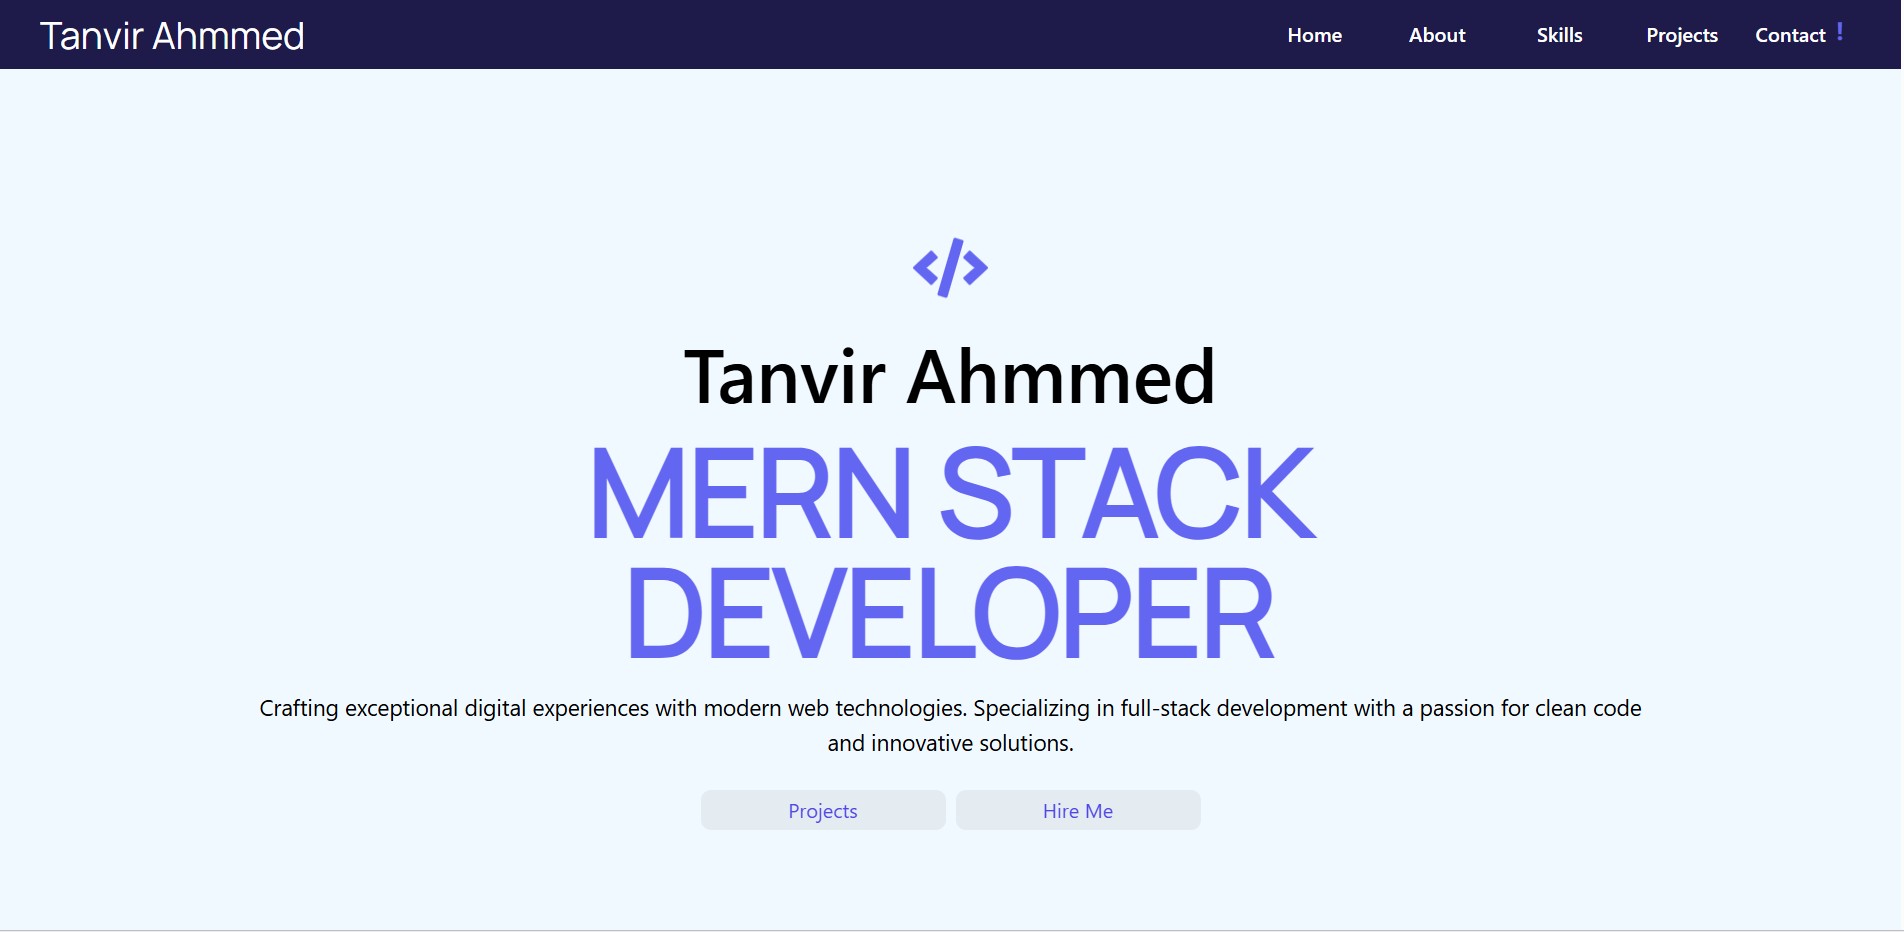 Tanvir Ahmmed
Home About Skills Projects Contact !
</>
Tanvir Ahmmed
MERN STACK
DEVELOPER
Crafting exceptional digital experiences with modern web technologies. Specializing in full-stack development with a passion for clean code
and innovative solutions.
Projects Hire Me